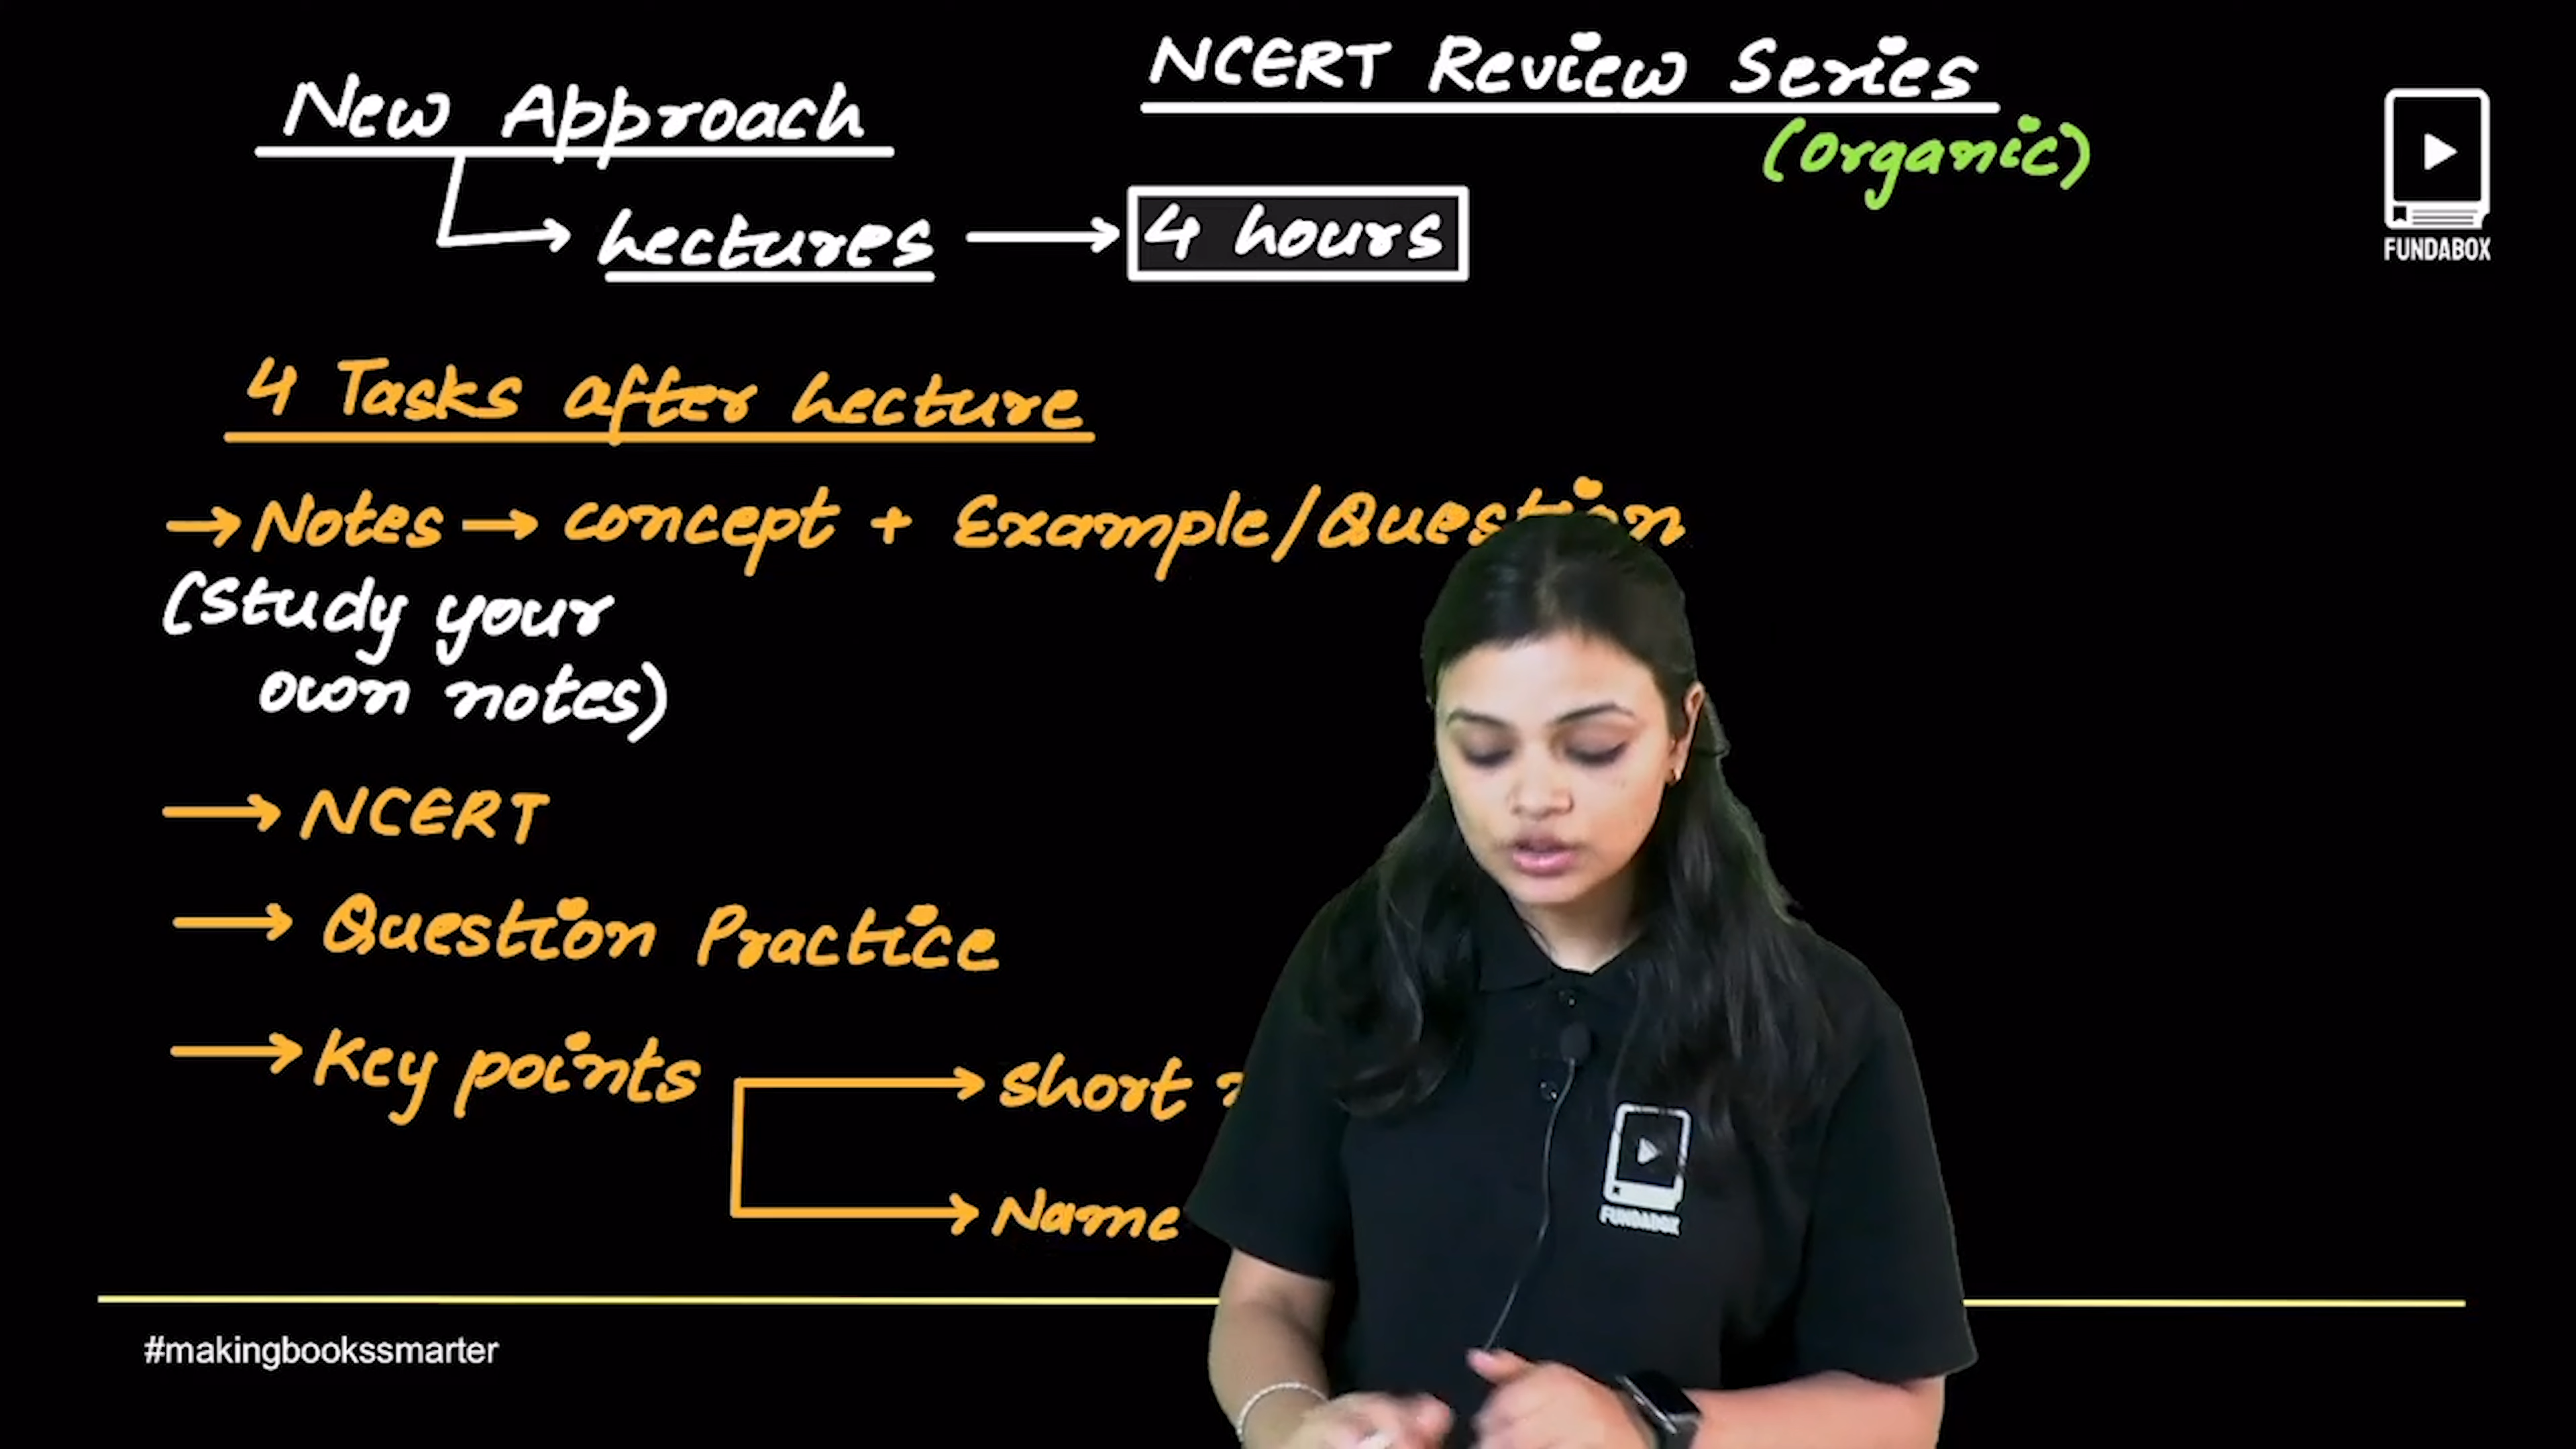 New Approach
NCERT Review Series
(Organic)
Lectures → 4 hours
FUNDABOX
4 Tasks after Lecture
→ Notes → concept + Example/Question
(Study your
own notes)
→ NCERT
→ Question Practice
→ Key points
→ Short
→ Name
FUNDABOX
#makingbookssmarter